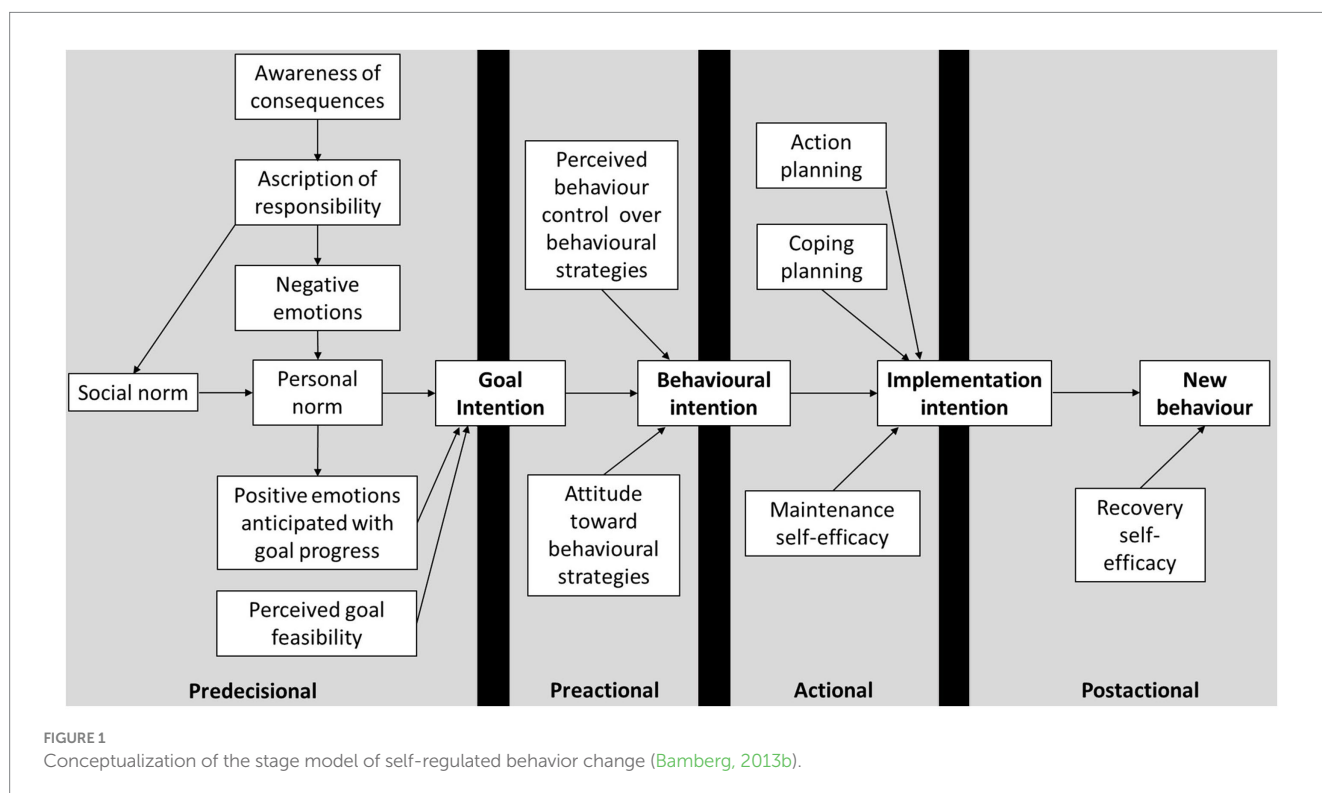 Awareness of
consequences
Ascription of
responsibility
Negative
emotions
Social norm
Personal
norm
Positive emotions
anticipated with
goal progress
Perceived goal
feasibility
Goal
Intention
Perceived
behaviour
control over
behavioural
strategies
Behavioural
intention
Attitude
toward
behavioural
strategies
Action
planning
Coping
planning
Implementation
intention
Maintenance
self-efficacy
New
behaviour
Recovery
self-
efficacy
Predecisional
Preactional
Actional
Postactional
FIGURE 1
Conceptualization of the stage model of self-regulated behavior change (Bamberg, 2013b).